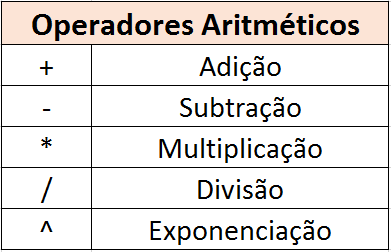 Operadores Aritméticos
+ Adição
- Subtração
* Multiplicação
/ Divisão
^ Exponenciação